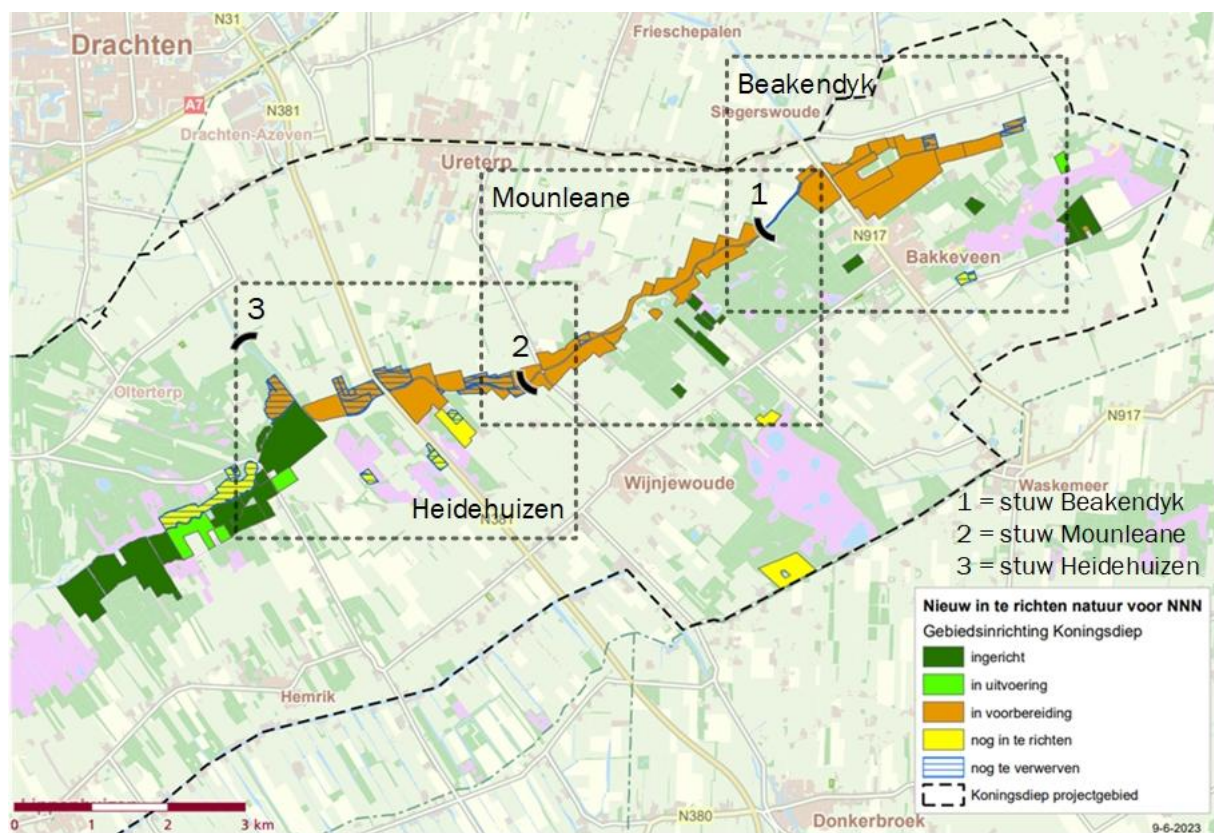 Drachten
N31
Frieschepalen
Beakendyk
Siegerswoude
A7
N381
Drachten-Azeven
Ureterp
Mounleane
1
N917
Bakkeveen
3
2
Olterterp
N917
Wijnjewoude
Waskemeer
Heidehuizen
N381
1 = stuw Beakendyk
2 = stuw Mounleane
3 = stuw Heidehuizen
Nieuw in te richten natuur voor NNN
Gebiedsinrichting Koningsdiep
ingericht
in uitvoering
in voorbereiding
nog in te richten
nog te verwerven
Koningsdiep projectgebied
Hemrik
0 1 2 3 km
N380
Donkerbroek
9-6-2023